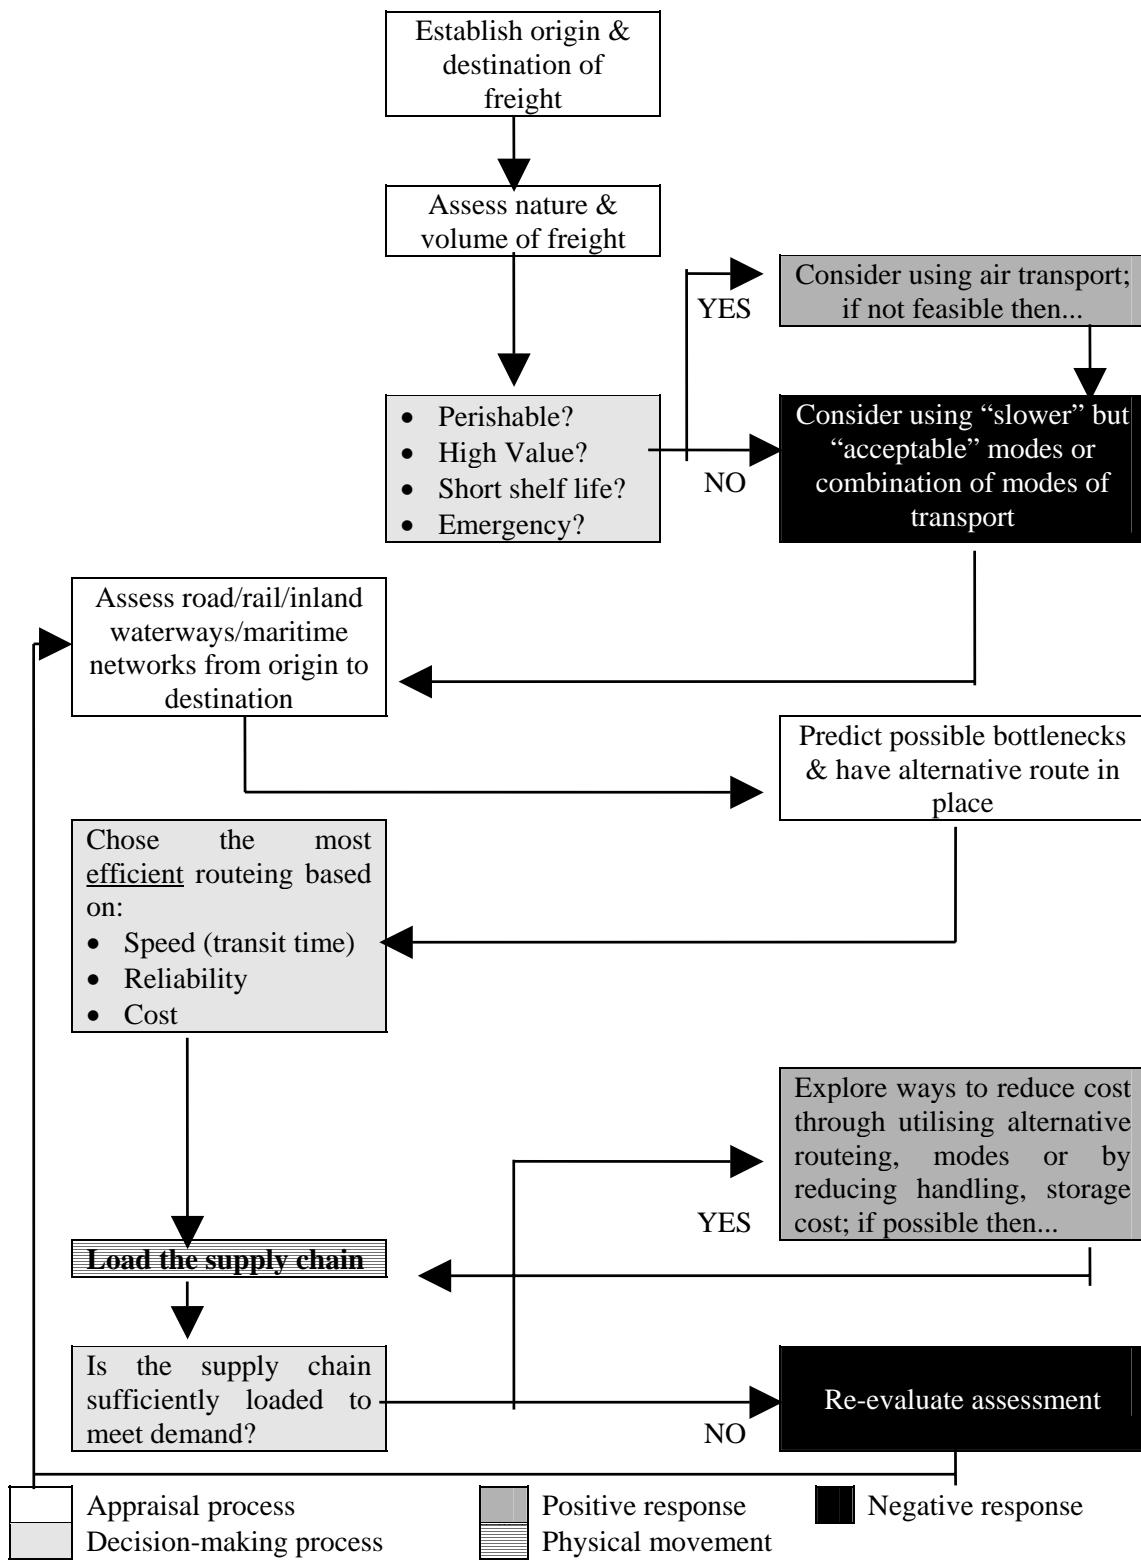 Establish origin &
destination of
freight
Assess nature &
volume of freight
YES
Consider using air transport;
if not feasible then...
• Perishable?
• High Value?
• Short shelf life?
• Emergency?
NO
Consider using “slower” but
“acceptable” modes or
combination of modes of
transport
Assess road/rail/inland
waterways/maritime
networks from origin to
destination
Predict possible bottlenecks
& have alternative route in
place
Chose the most
efficient routeing based
on:
• Speed (transit time)
• Reliability
• Cost
Explore ways to reduce cost
through utilising alternative
routeing, modes or by
reducing handling, storage
cost; if possible then...
YES
Load the supply chain
Is the supply chain
sufficiently loaded to
meet demand?
NO
Re-evaluate assessment
Appraisal process
Positive response
Negative response
Decision-making process
Physical movement